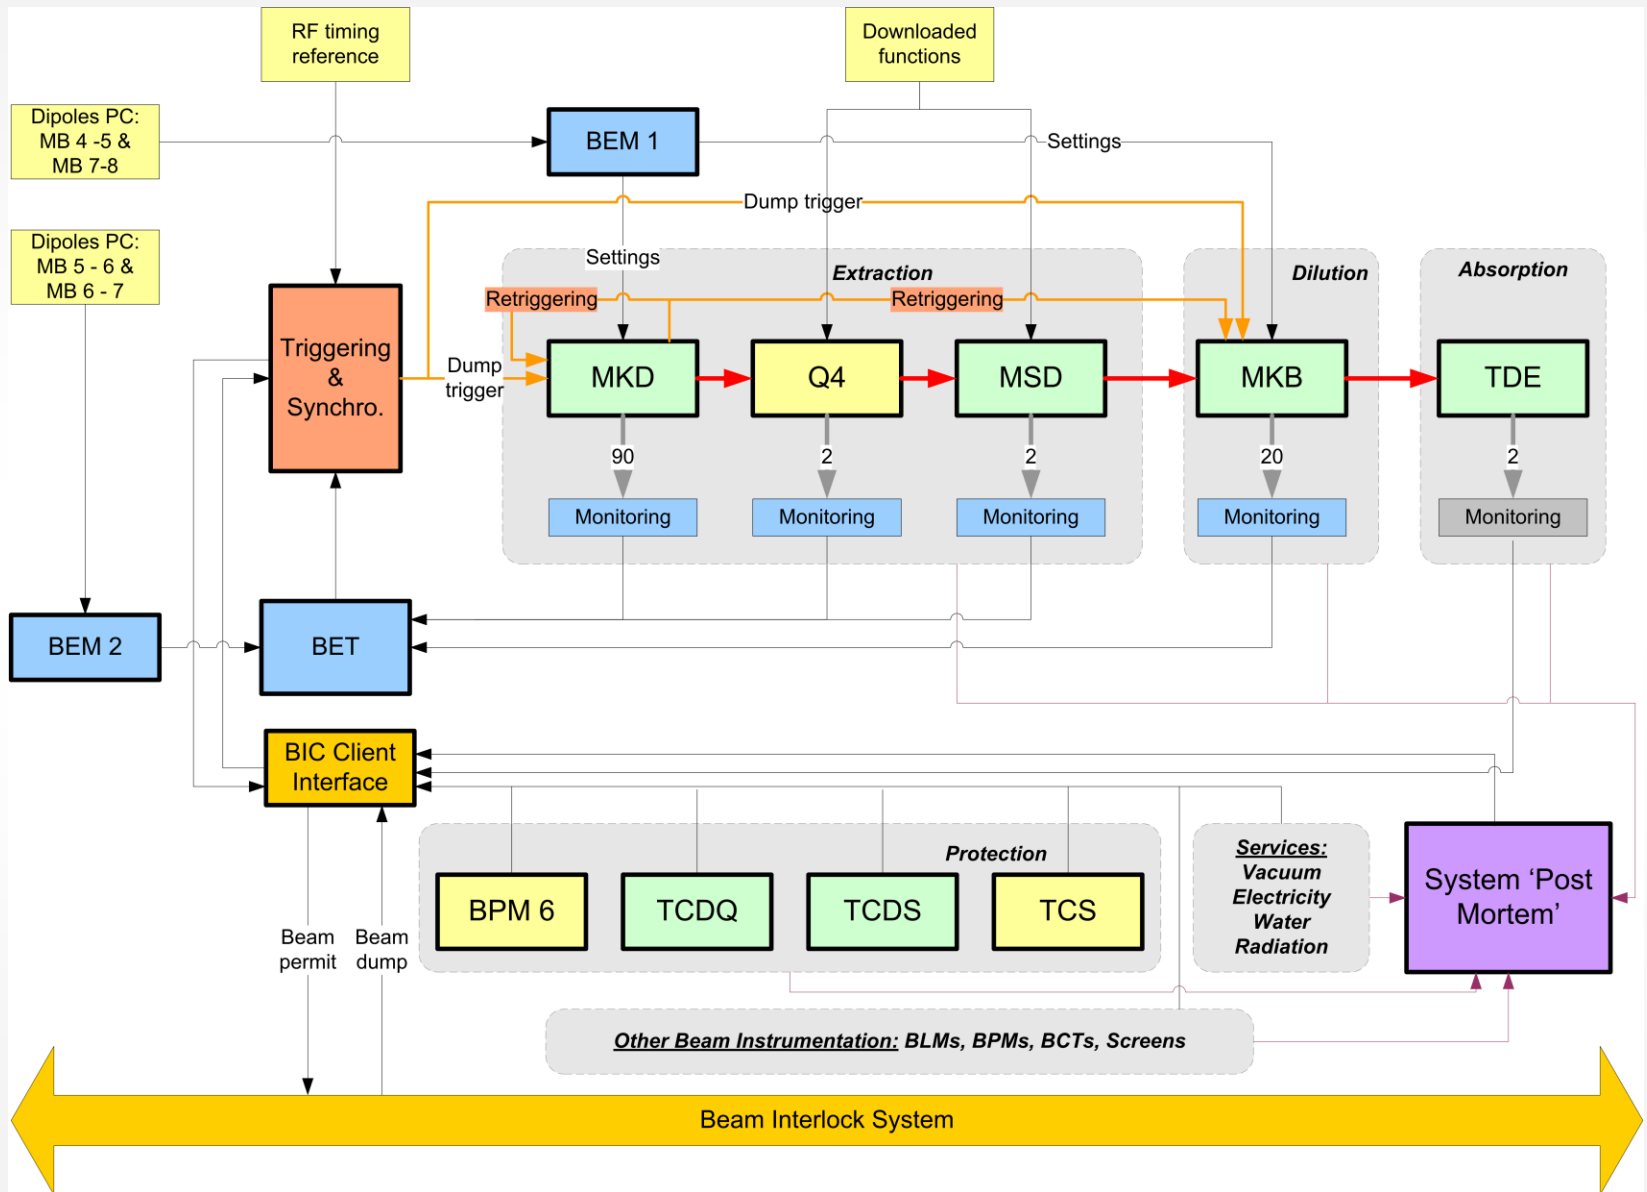 RF timing
reference
Downloaded
functions
Dipoles PC:
MB 4 -5 &
MB 7-8
BEM 1
Settings
Dump trigger
Dipoles PC:
MB 5 - 6 &
MB 6 - 7
Settings
Extraction
Dilution
Absorption
Retriggering
Retriggering
Triggering
&
Synchro.
Dump
trigger
MKD
Q4
MSD
MKB
TDE
90
2
2
20
2
Monitoring
Monitoring
Monitoring
Monitoring
Monitoring
BEM 2
BET
BIC Client
Interface
Protection
BPM 6
TCDQ
TCDS
TCS
Services:
Vacuum
Electricity
Water
Radiation
System ‘Post
Mortem’
Beam
permit
Beam
dump
Other Beam Instrumentation: BLMs, BPMs, BCTs, Screens
Beam Interlock System